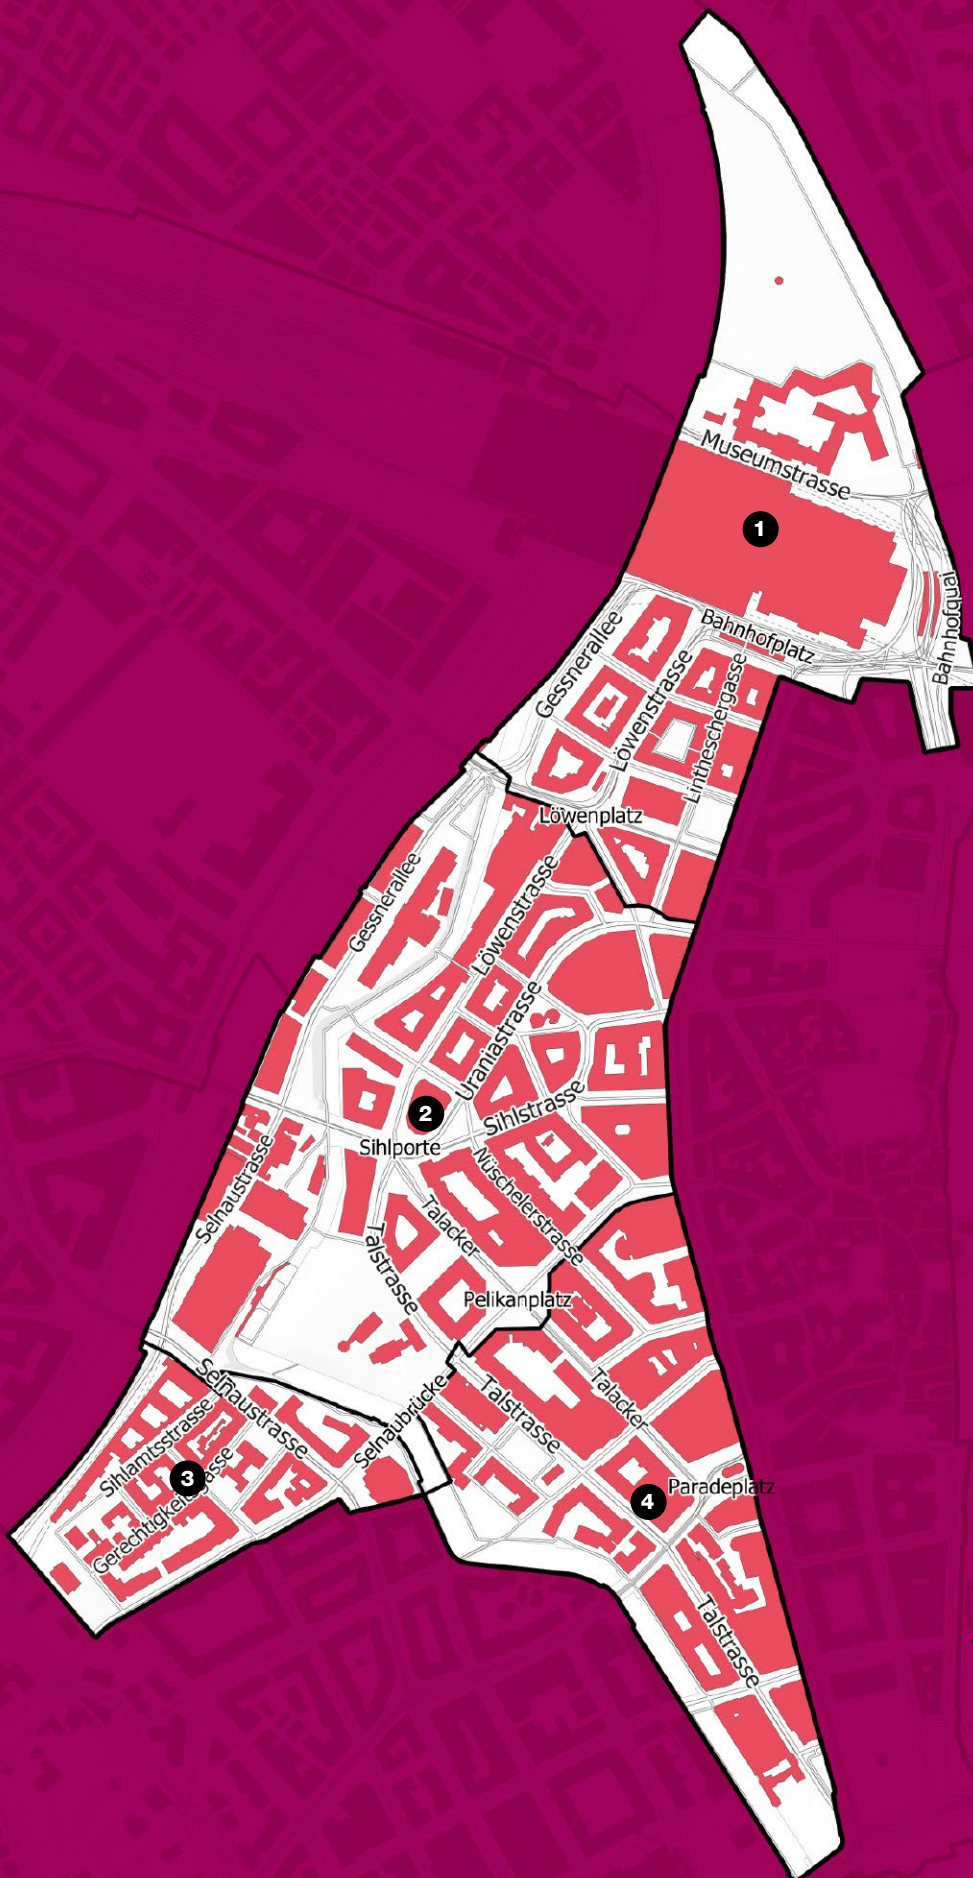 Museumstrasse
1
Bahnhofquai
Bahnhofplatz
Gessnerallee
Löwenstrasse
Lintheschergasse
Löwenplatz
Gessnerallee
Löwenstrasse
Uraniastrasse
2
Sihlstrasse
Sihlporte
Selnaustrasse
Nüschelerstrasse
Talacker
Talstrasse
Pelikanplatz
Selnaustrasse
Selnaubrücke
Talstrasse
Talacker
Sihlamtsstrasse
3
Gerechtigkeitsgasse
Paradeplatz
4
Talstrasse